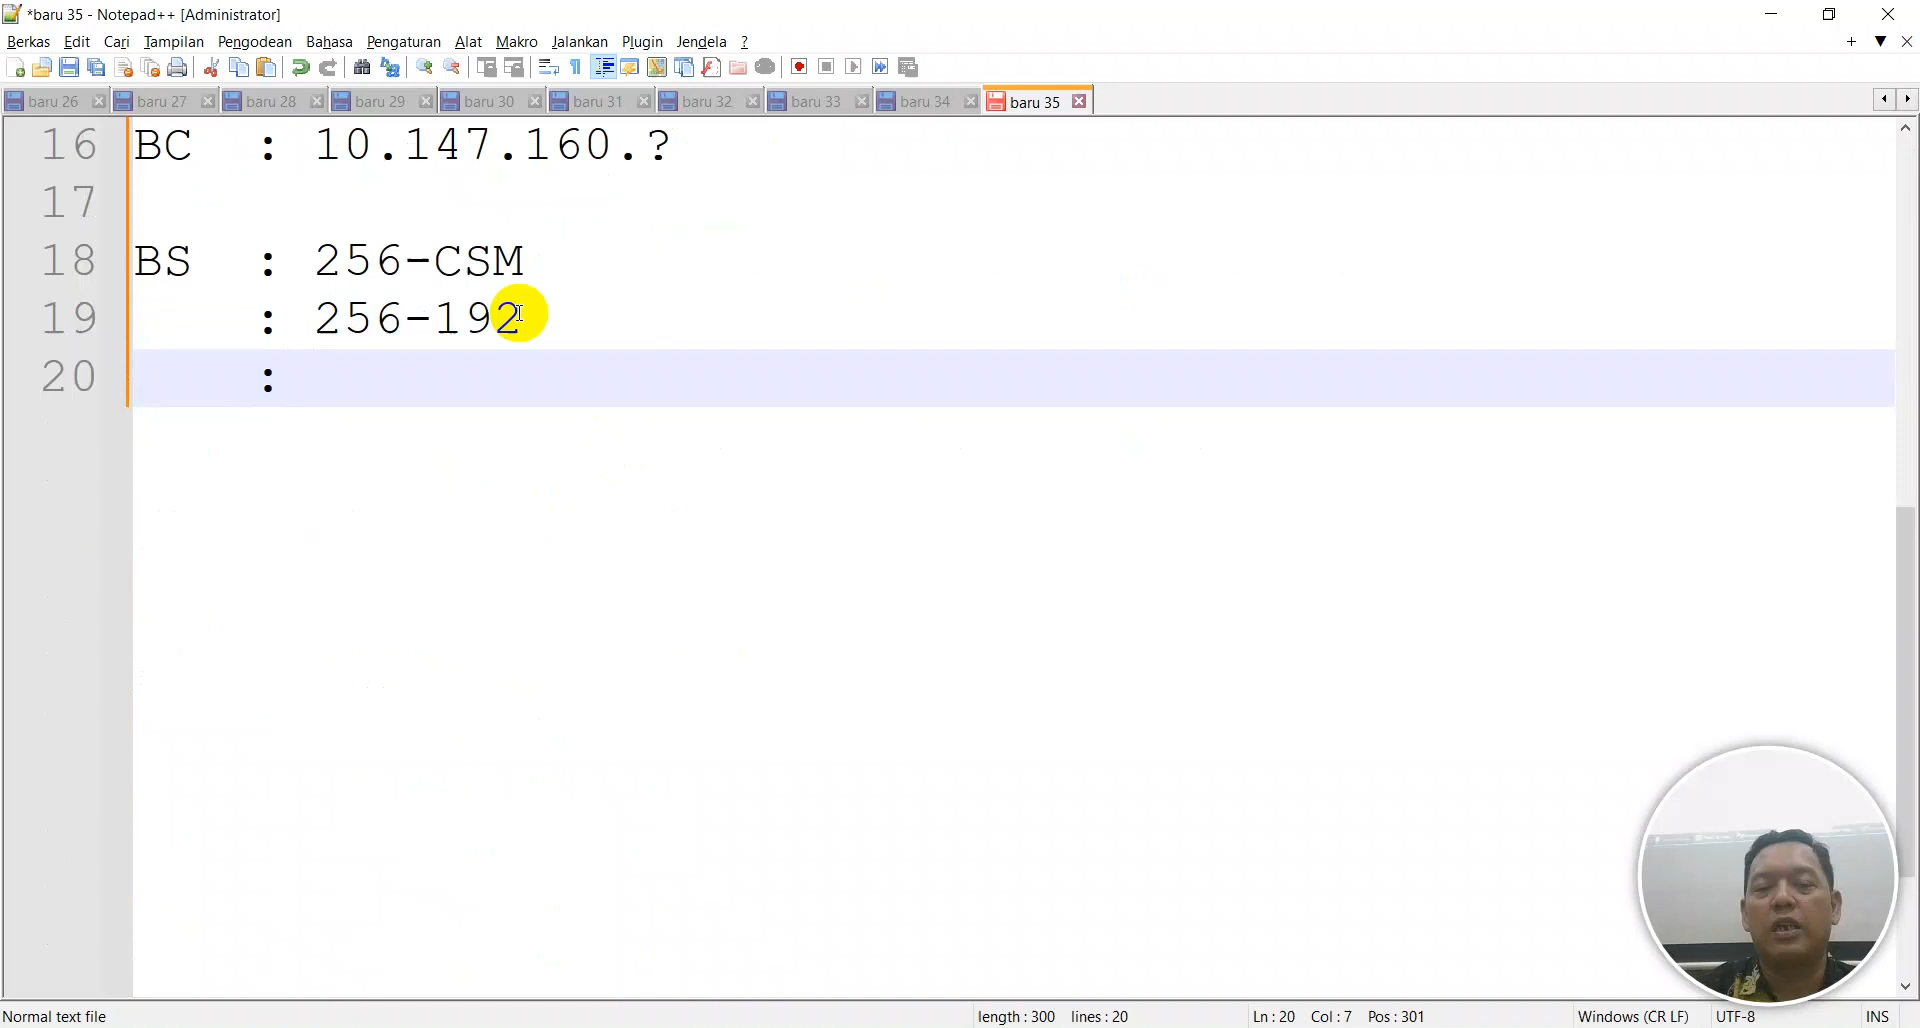 *baru 35 - Notepad++ [Administrator]
Berkas Edit Cari Tampilan Pengodean Bahasa Pengaturan Alat Makro Jalankan Plugin Jendela ?
baru 26 baru 27 baru 28 baru 29 baru 30 baru 31 baru 32 baru 33 baru 34 baru 35
16 BC : 10.147.160.?
17
18 BS : 256-CSM
19 : 256-192
20 :
Normal text file length : 300 lines : 20 Ln : 20 Col : 7 Pos : 301 Windows (CR LF) UTF-8 INS